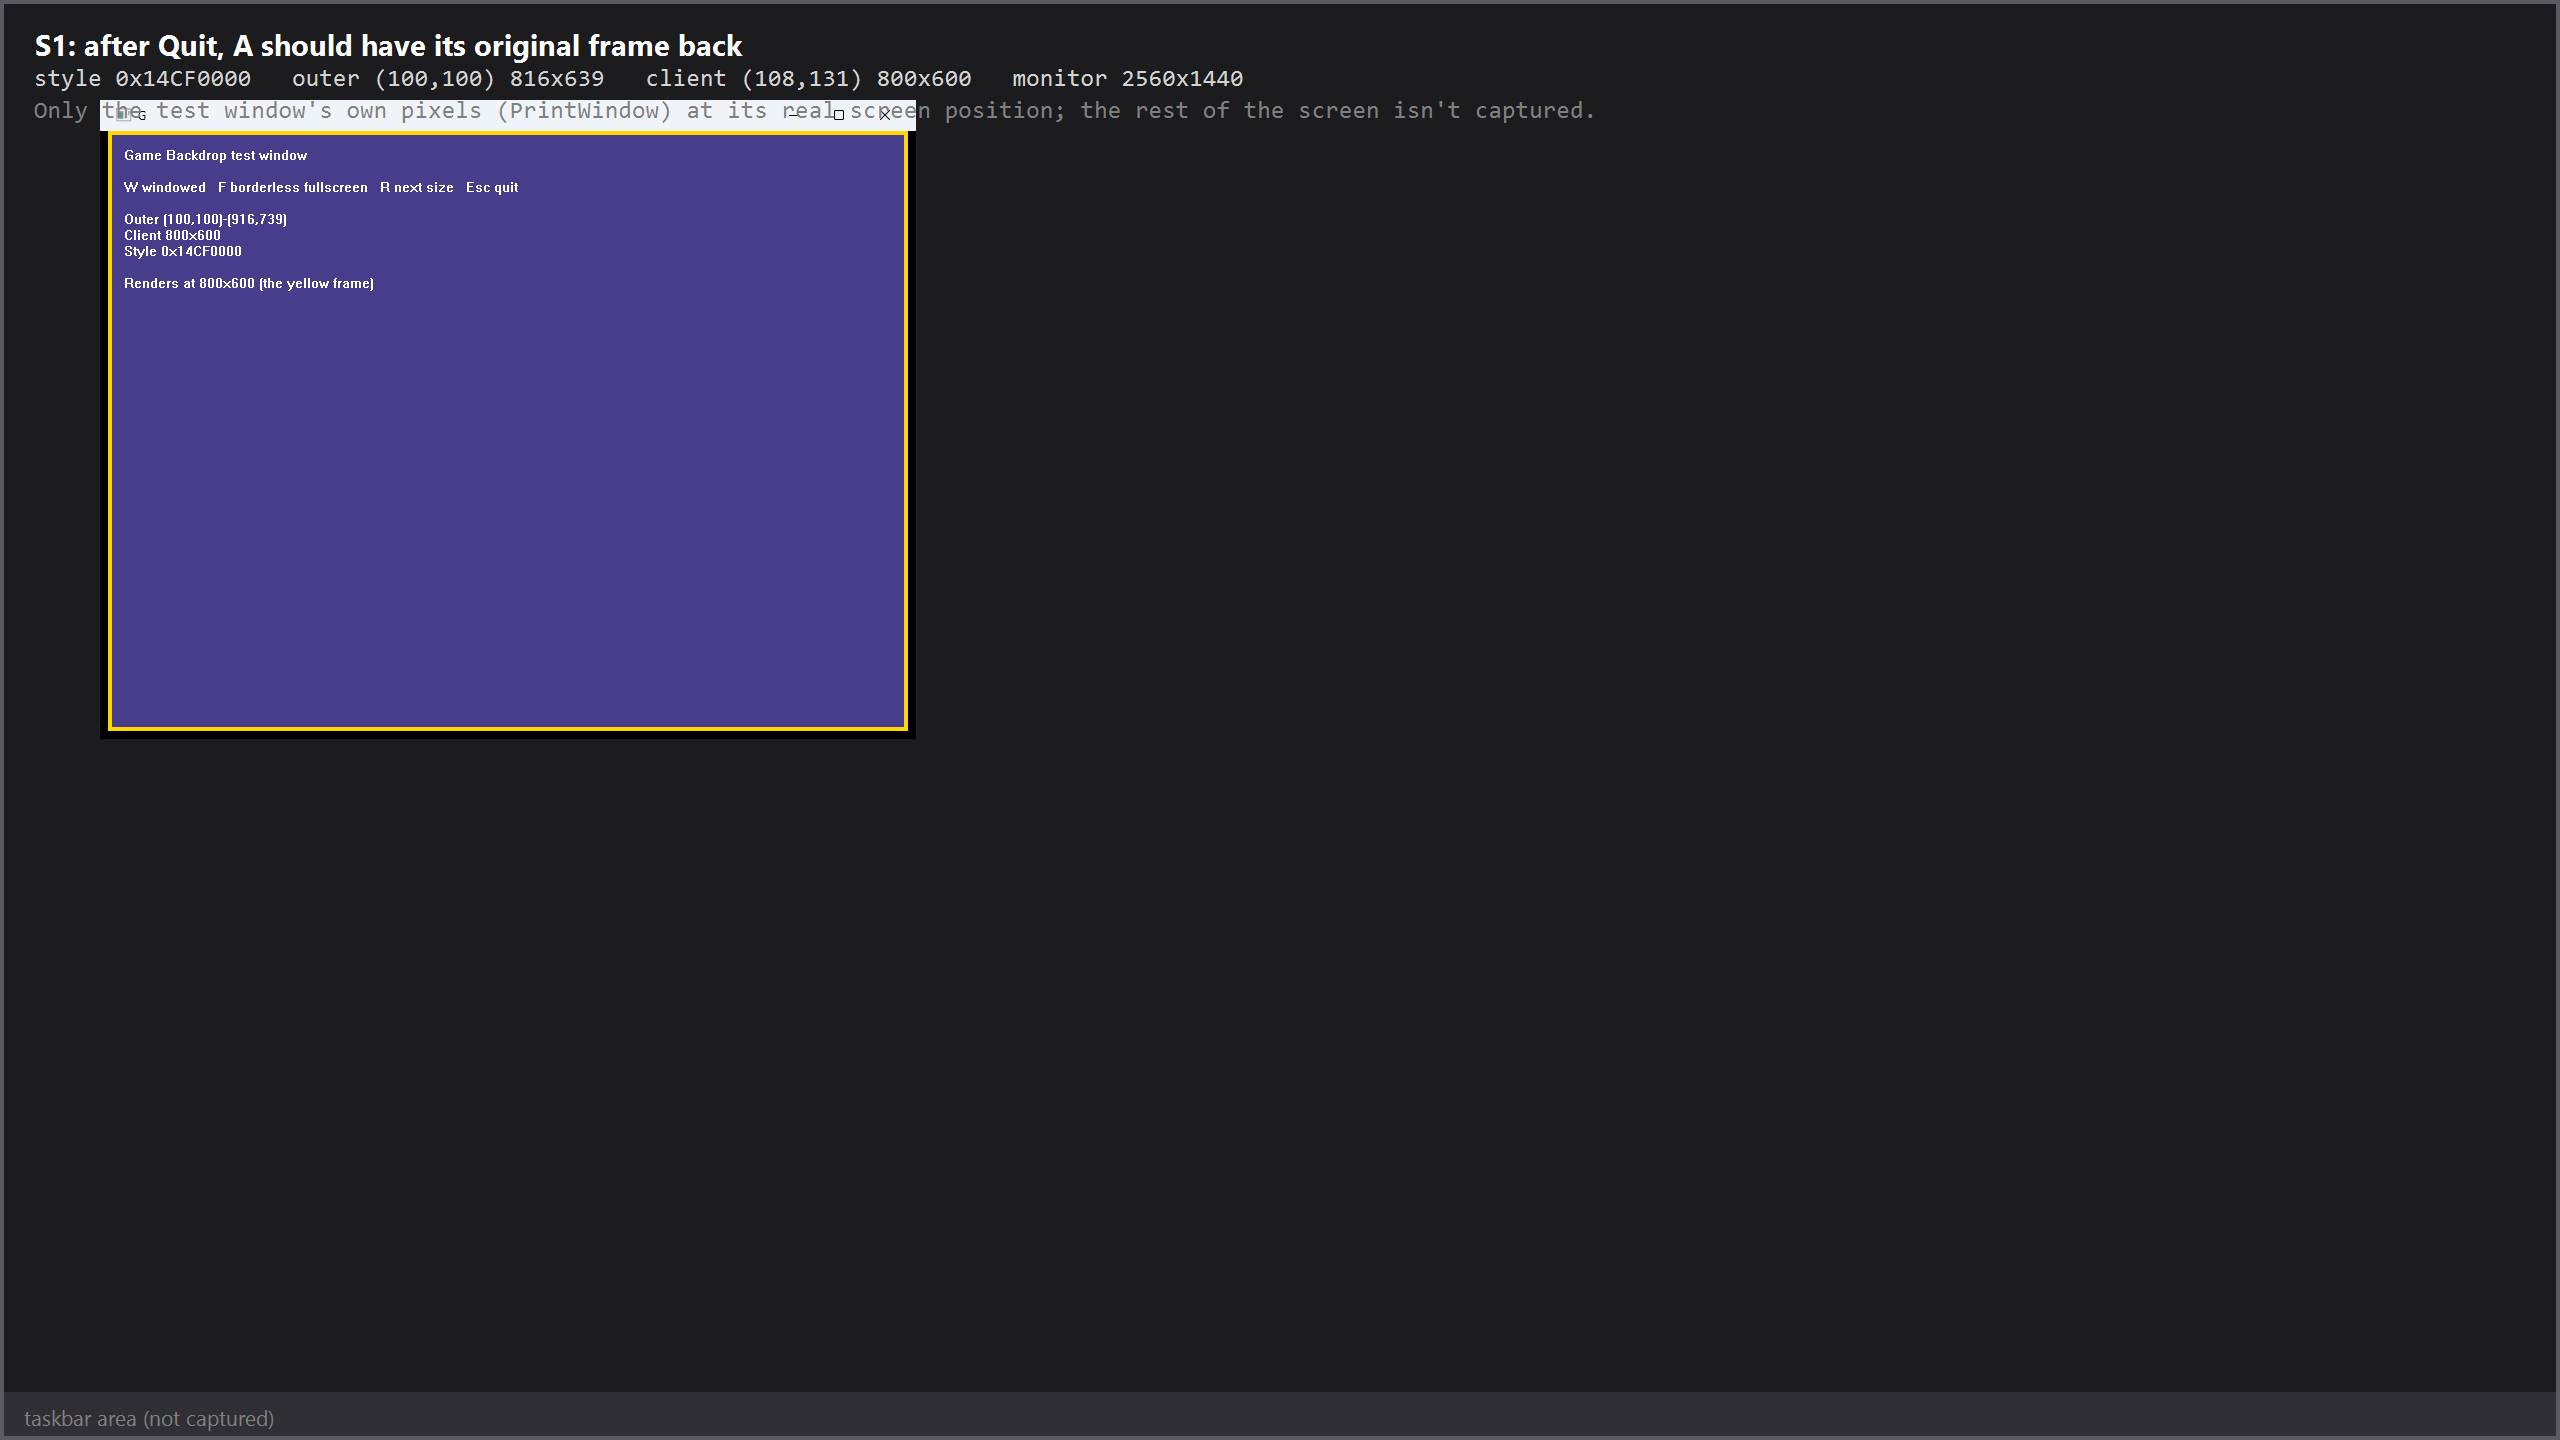 S1: after Quit, A should have its original frame back
style 0x14CF0000 outer (100,100) 816x639 client (108,131) 800x600 monitor 2560x1440
Only the test window's own pixels (PrintWindow) at its real screen position; the rest of the screen isn't captured.
G
Game Backdrop test window
W windowed F borderless fullscreen R next size Esc quit
Outer (100,100)-(916,739)
Client 800x600
Style 0x14CF0000
Renders at 800x600 (the yellow frame)
taskbar area (not captured)